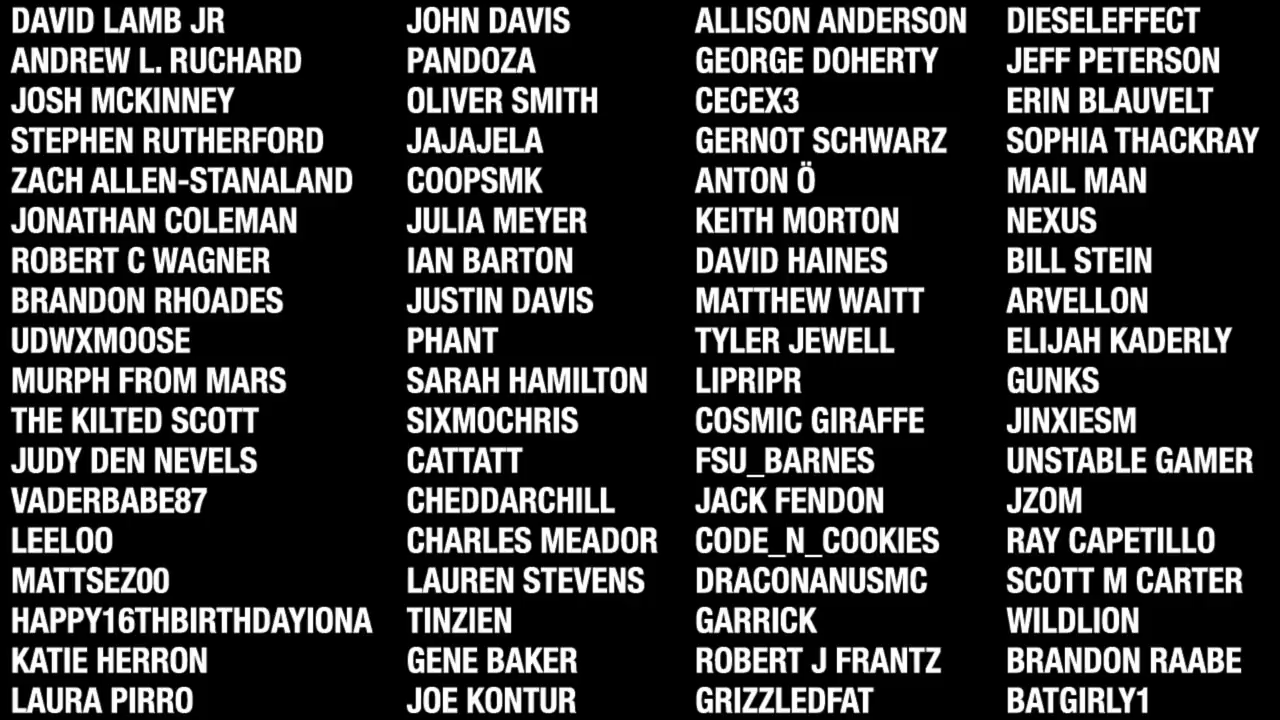 DAVID LAMB JR
ANDREW L. RUCHARD
JOSH MCKINNEY
STEPHEN RUTHERFORD
ZACH ALLEN-STANALAND
JONATHAN COLEMAN
ROBERT C WAGNER
BRANDON RHOADES
UDWXMOOSE
MURPH FROM MARS
THE KILTED SCOTT
JUDY DEN NEVELS
VADERBABE87
LEELOO
MATTSEZ00
HAPPY16THBIRTHDAYIONA
KATIE HERRON
LAURA PIRRO
JOHN DAVIS
PANDOZA
OLIVER SMITH
JAJAJELA
COOPSMK
JULIA MEYER
IAN BARTON
JUSTIN DAVIS
PHANT
SARAH HAMILTON
SIXMOCHRIS
CATTATT
CHEDDARCHILL
CHARLES MEADOR
LAUREN STEVENS
TINZIEN
GENE BAKER
JOE KONTUR
ALLISON ANDERSON
GEORGE DOHERTY
CECEX3
GERNOT SCHWARZ
ANTON Ö
KEITH MORTON
DAVID HAINES
MATTHEW WAITT
TYLER JEWELL
LIPRIPR
COSMIC GIRAFFE
FSU_BARNES
JACK FENDON
CODE_N_COOKIES
DRACONANUSMC
GARRICK
ROBERT J FRANTZ
GRIZZLEDFAT
DIESELEFFECT
JEFF PETERSON
ERIN BLAUVELT
SOPHIA THACKRAY
MAIL MAN
NEXUS
BILL STEIN
ARVELLON
ELIJAH KADERLY
GUNKS
JINXIESM
UNSTABLE GAMER
JZOM
RAY CAPETILLO
SCOTT M CARTER
WILDLION
BRANDON RAABE
BATGIRLY1